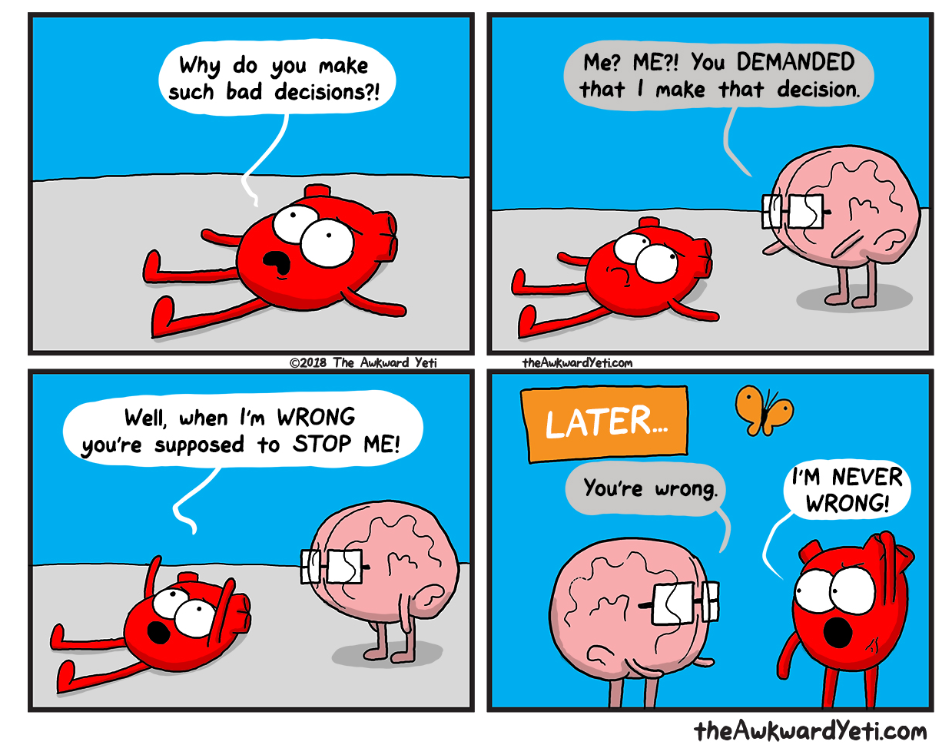 Why do you make
such bad decisions?!
Me? ME?! You DEMANDED
that I make that decision.
©2018 The Awkward Yeti
theAwkwardYeti.com
Well, when I'm WRONG
you're supposed to STOP ME!
LATER...
You're wrong.
I'M NEVER
WRONG!
theAwkwardYeti.com